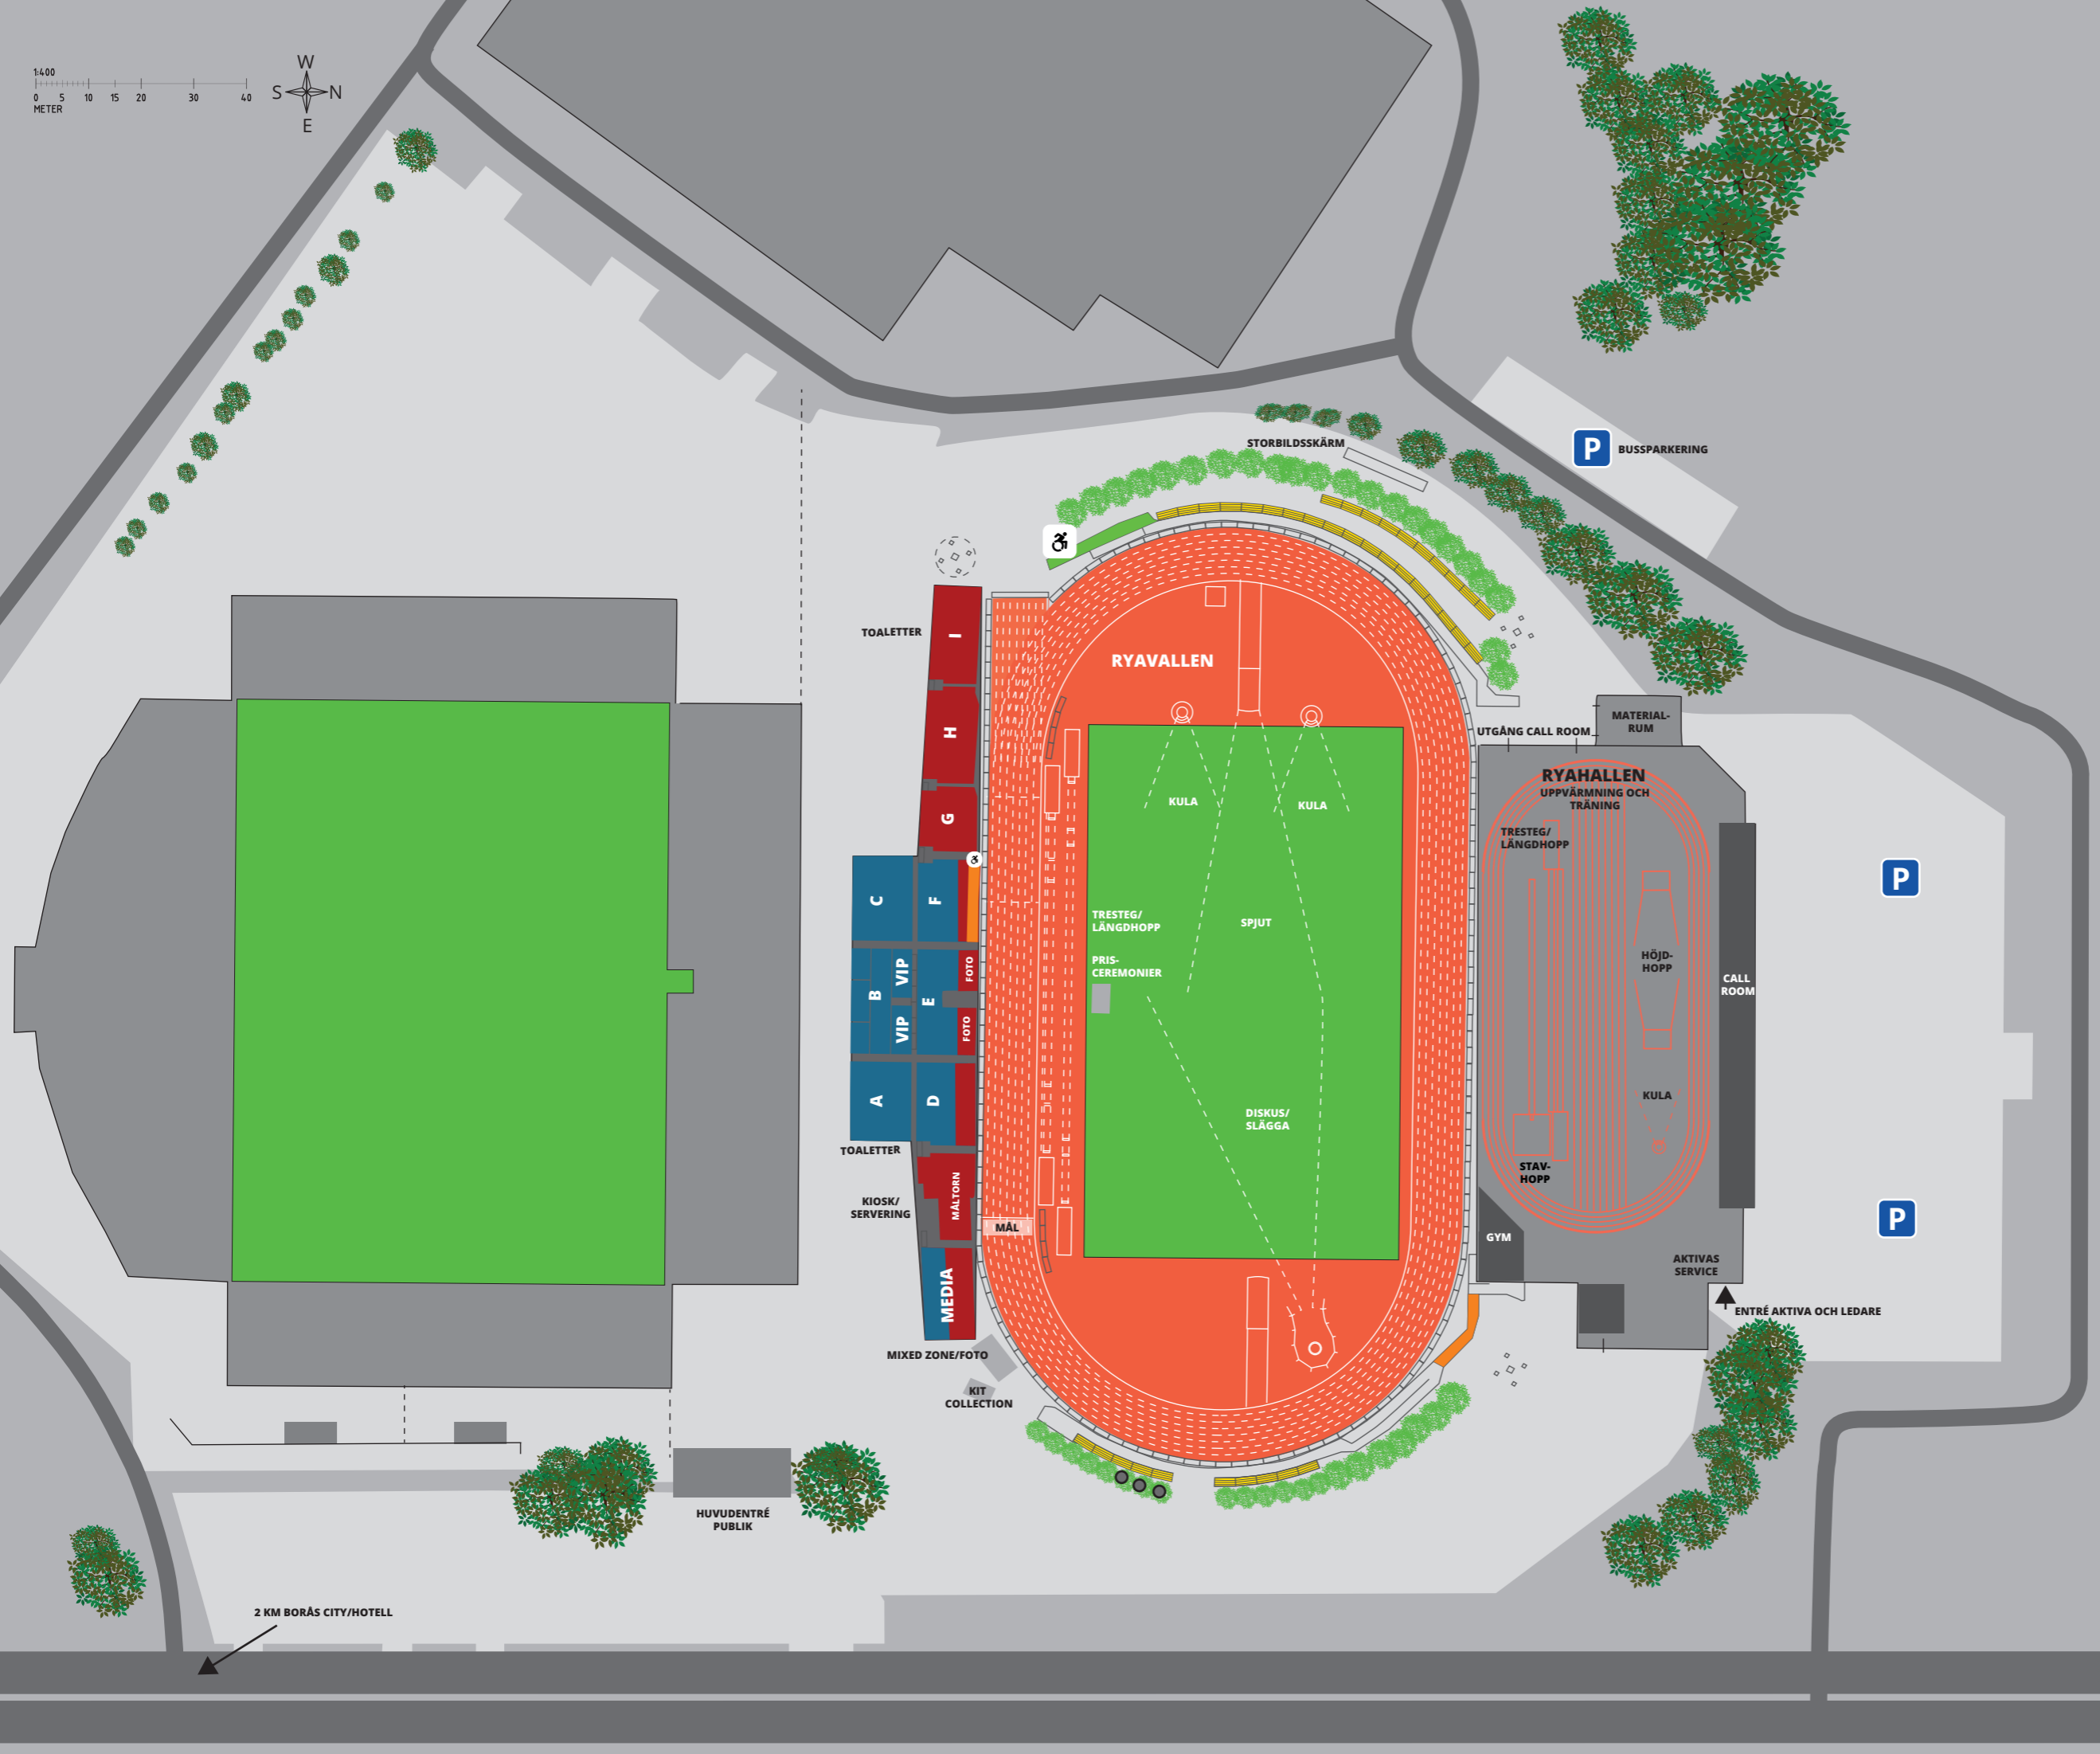 1:400
0 5 10 15 20 30 40
METER
W
S N
E
STORBILDSSKÄRM
P BUSSPARKERING
TOALETTER
I
H
G
RYAVALLEN
KULA
KULA
UTGÅNG CALL ROOM
MATERIAL-
RUM
RYAHALLEN
UPPVÄRMNING OCH
TRÄNING
TRESTEG/
LÄNGDHOPP
P
C
F
TRESTEG/
LÄNGDHOPP
SPJUT
PRIS-
CEREMONIER
HÖJD-
HOPP
CALL
ROOM
B
VIP
VIP
E
FOTO
FOTO
A
D
KULA
DISKUS/
SLÄGGA
TOALETTER
STAV-
HOPP
KIOSK/
SERVERING
MÅLTORN
MÅL
GYM
P
AKTIVAS
SERVICE
MEDIA
ENTRÉ AKTIVA OCH LEDARE
MIXED ZONE/FOTO
KIT
COLLECTION
HUVUDENTRÉ
PUBLIK
2 KM BORÅS CITY/HOTELL